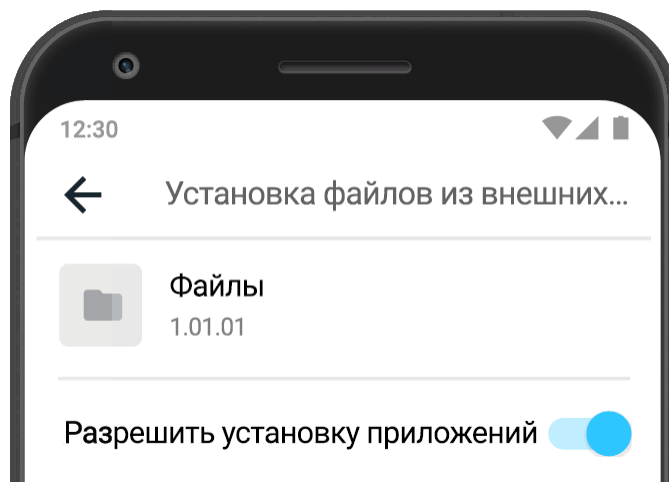 12:30
Установка файлов из внешних...
Файлы
1.01.01
Разрешить установку приложений